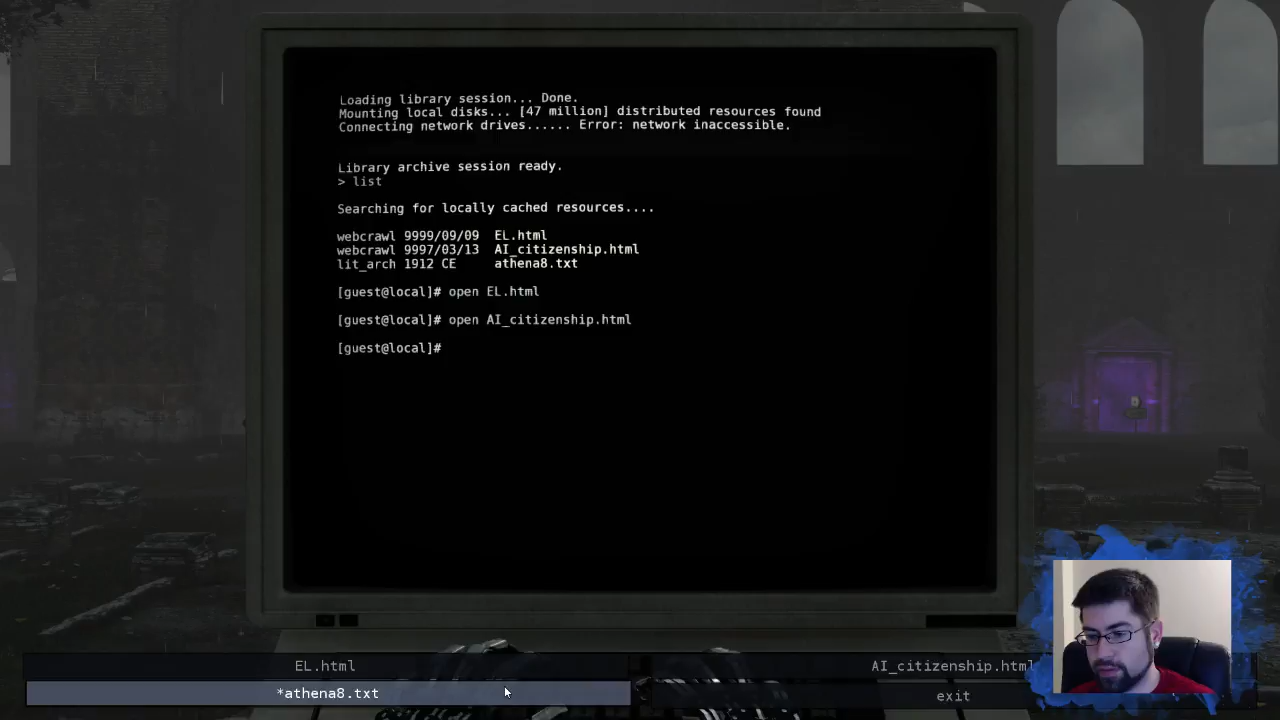 Loading library session... Done.
Mounting local disks... [47 million] distributed resources found
Connecting network drives...... Error: network inaccessible.
Library archive session ready.
> list
Searching for locally cached resources....
webcrawl 9999/09/09 EL.html
webcrawl 9997/03/13 AI_citizenship.html
lit_arch 1912 CE athena8.txt
[guest@local]# open EL.html
[guest@local]# open AI_citizenship.html
[guest@local]#
EL.html
AI_citizenship.html
*athena8.txt
exit